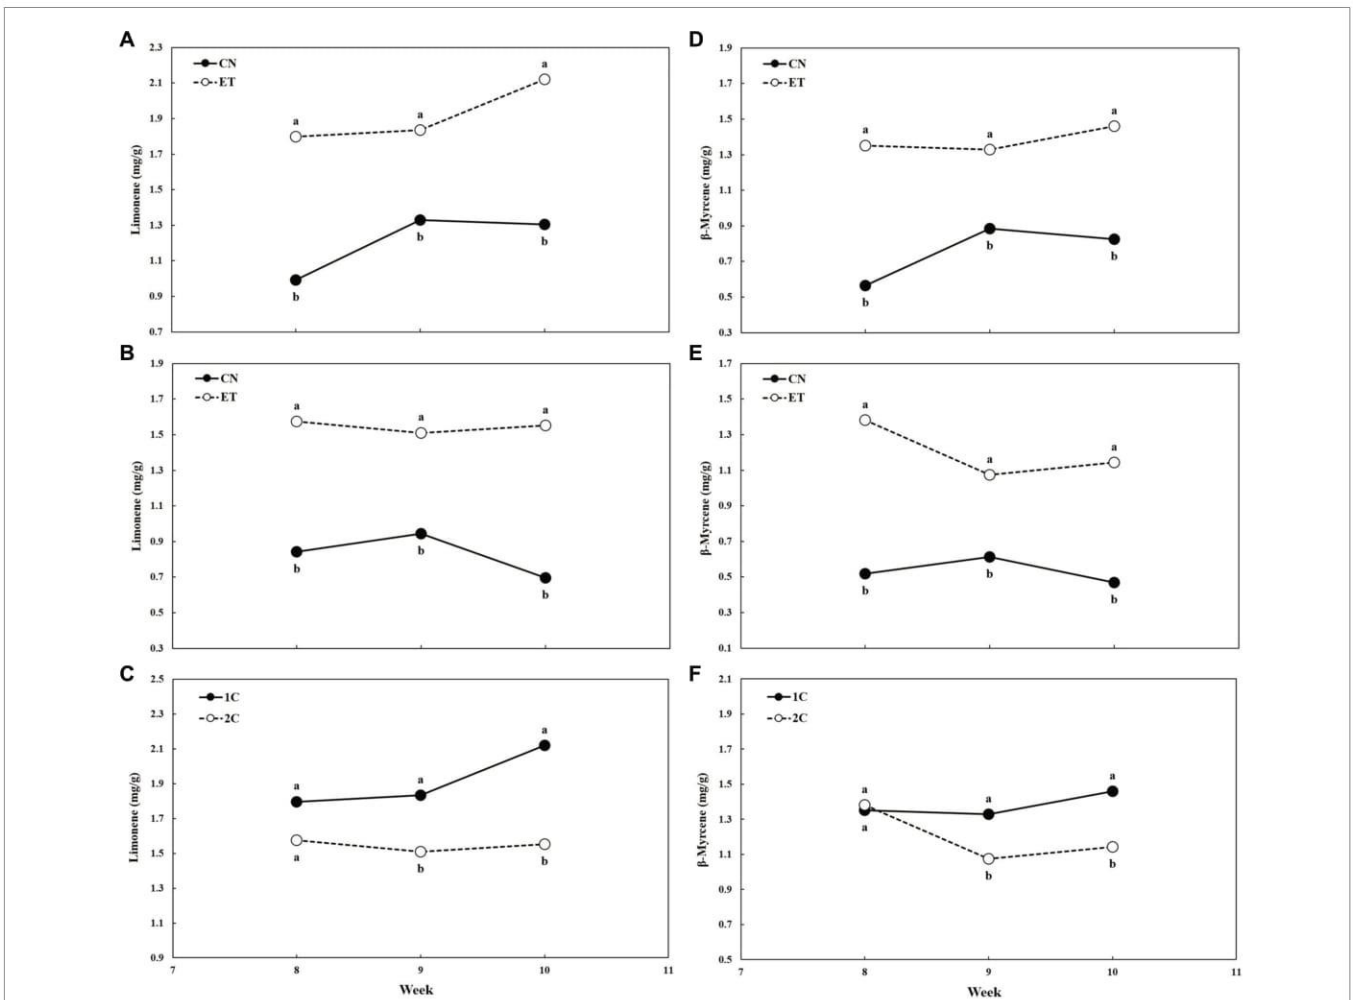 A
2.3
2.1
1.9
1.7
1.5
1.3
1.1
0.9
0.7
Limonene (mg/g)
CN
ET
a
a
a
b
b
b
D
1.9
1.7
1.5
1.3
1.1
0.9
0.7
0.5
0.3
β-Myrcene (mg/g)
CN
ET
a
a
a
b
b
b
B
1.9
1.7
1.5
1.3
1.1
0.9
0.7
0.5
0.3
Limonene (mg/g)
CN
ET
a
a
a
b
b
b
E
1.7
1.5
1.3
1.1
0.9
0.7
0.5
0.3
0.1
β-Myrcene (mg/g)
CN
ET
a
a
a
b
b
b
C
2.5
2.3
2.1
1.9
1.7
1.5
1.3
1.1
0.9
Limonene (mg/g)
1C
2C
a
a
a
a
b
b
7 8 9 10 11
Week
F
2.1
1.9
1.7
1.5
1.3
1.1
0.9
0.7
0.5
β-Myrcene (mg/g)
1C
2C
a
a
a
a
b
b
7 8 9 10 11
Week